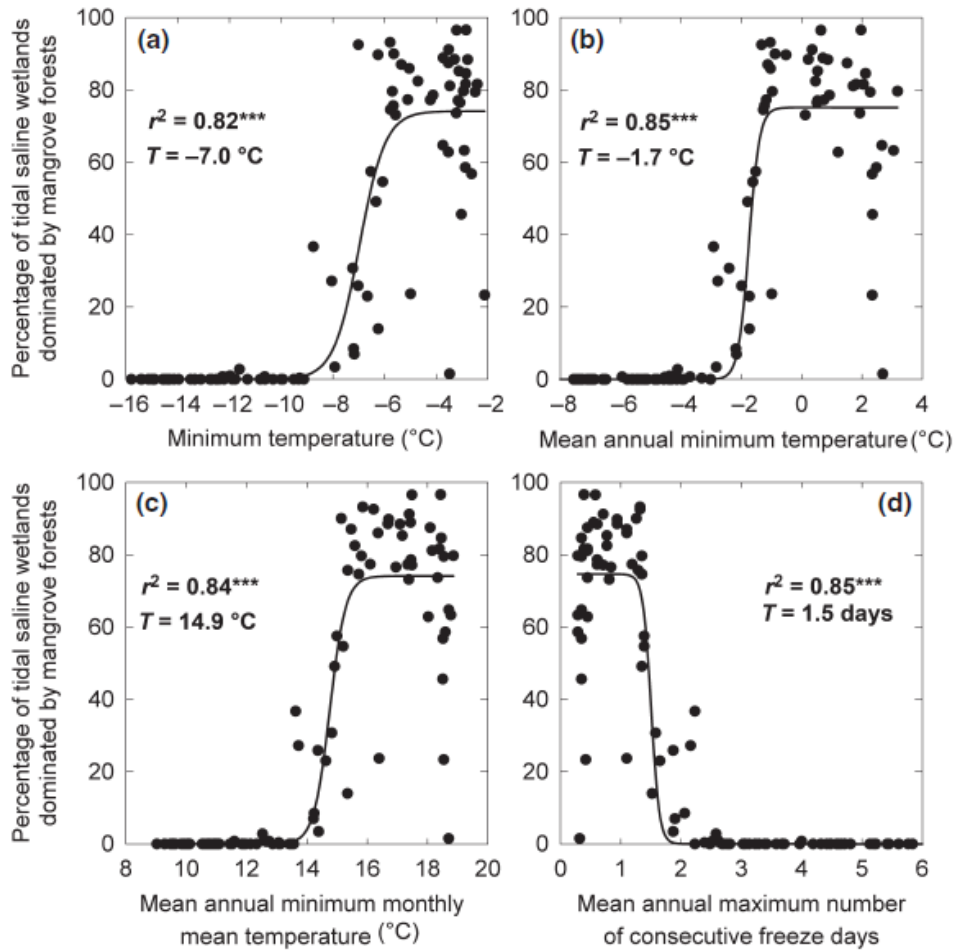 (a)
r² = 0.82***
T = –7.0 °C
Percentage of tidal saline wetlands
dominated by mangrove forests
100
80
60
40
20
0
–16 –14 –12 –10 –8 –6 –4 –2
Minimum temperature (°C)
(b)
r² = 0.85***
T = –1.7 °C
100
80
60
40
20
0
–8 –6 –4 –2 0 2 4
Mean annual minimum temperature (°C)
(c)
r² = 0.84***
T = 14.9 °C
Percentage of tidal saline wetlands
dominated by mangrove forests
100
80
60
40
20
0
8 10 12 14 16 18 20
Mean annual minimum monthly
mean temperature (°C)
(d)
r² = 0.85***
T = 1.5 days
100
80
60
40
20
0
0 1 2 3 4 5 6
Mean annual maximum number
of consecutive freeze days